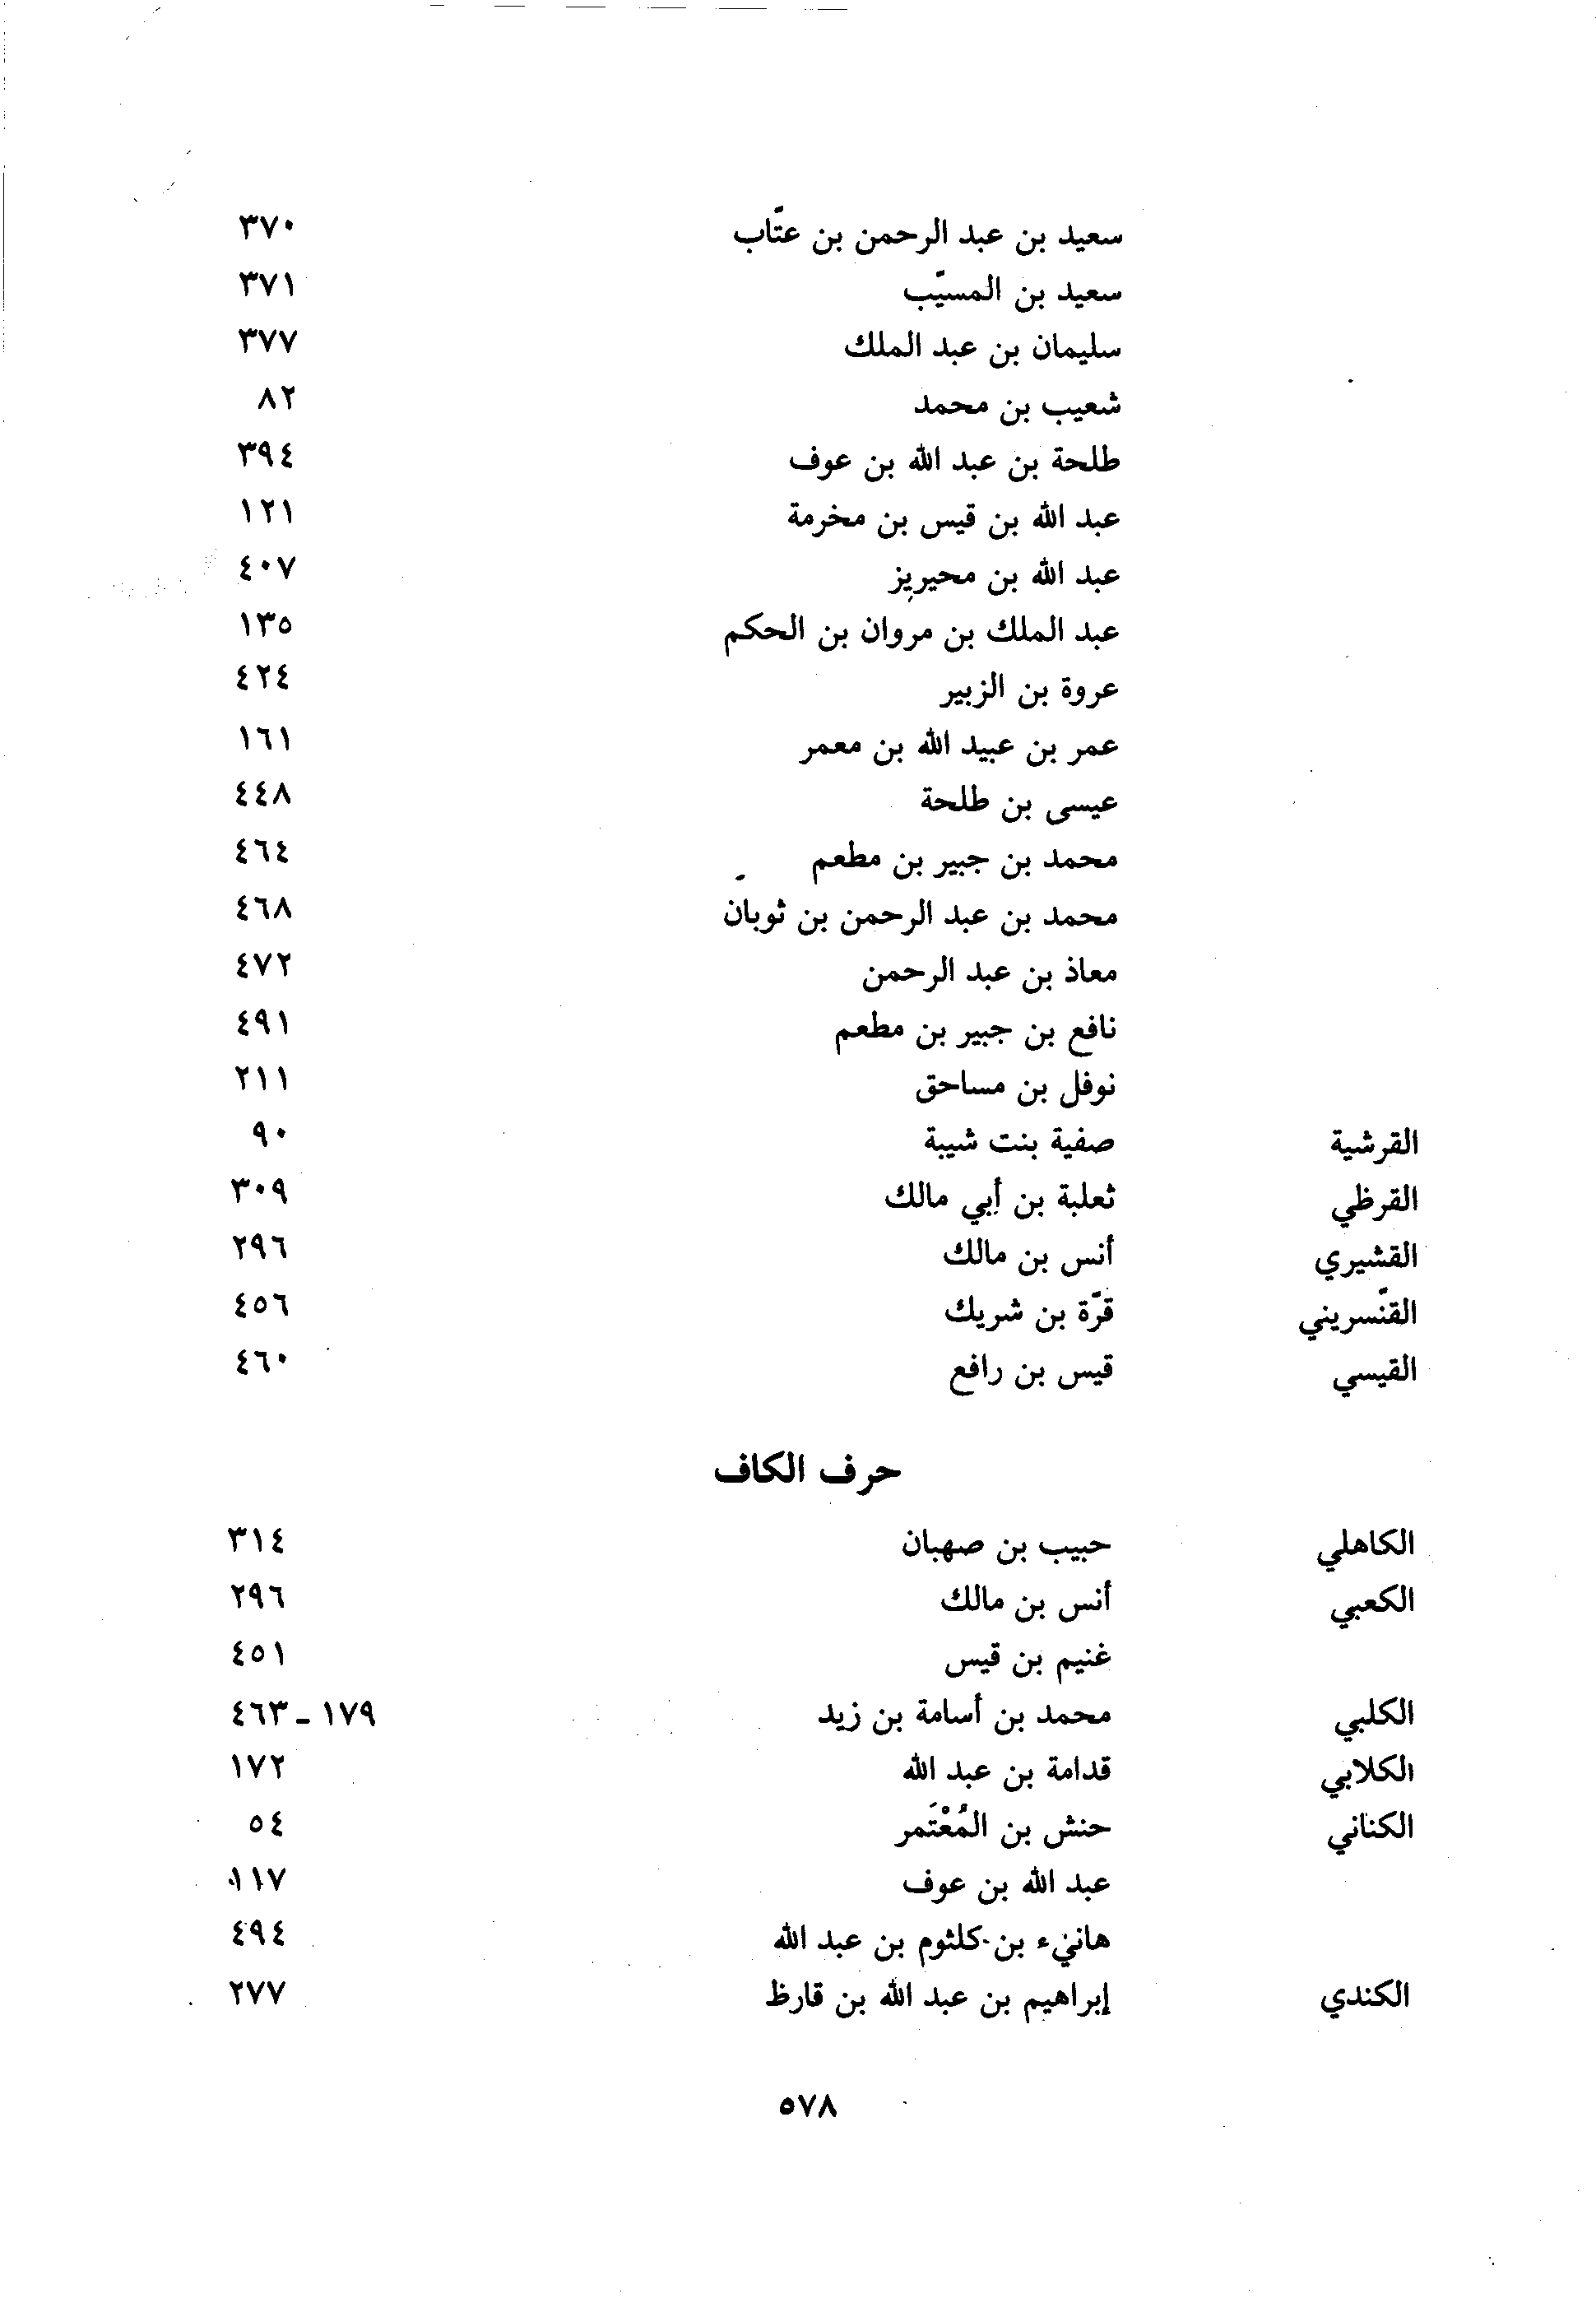 سعيد بن عبد الرحمن بن عتّاب ٣٧٠
سعيد بن المسيّب ٣٧١
سليمان بن عبد الملك ٣٧٧
شعيب بن محمد ٨٢
طلحة بن عبد الله بن عوف ٣٩٤
عبد الله بن قيس بن مخرمة ١٢١
عبد الله بن محيريز ٤٠٧
عبد الملك بن مروان بن الحكم ١٣٥
عروة بن الزبير ٤٢٤
عمر بن عبيد الله بن معمر ١٦١
عيسى بن طلحة ٤٤٨
محمد بن جبير بن مطعم ٤٦٤
محمد بن عبد الرحمن بن ثوبان ٤٦٨
معاذ بن عبد الرحمن ٤٧٢
نافع بن جبير بن مطعم ٤٩١
نوفل بن مساحق ٢١١
القرشية صفية بنت شيبة ٩٠
القرظي ثعلبة بن أبي مالك ٣٠٩
القشيري أنس بن مالك ٢٩٦
القنّسريني قرّة بن شريك ٤٥٦
القيسي قيس بن رافع ٤٦٠
حرف الكاف
الكاهلي حبيب بن صهبان ٣١٤
الكعبي أنس بن مالك ٢٩٦
غنيم بن قيس ٤٥١
الكلبي محمد بن أسامة بن زيد ١٧٩ - ٤٦٣
الكلابي قدامة بن عبد الله ١٧٢
الكناني حنش بن المُعْتَمر ٥٤
عبد الله بن عوف ١١٧
هانيء بن كلثوم بن عبد الله ٤٩٤
الكندي إبراهيم بن عبد الله بن قارظ ٢٧٧
٥٧٨